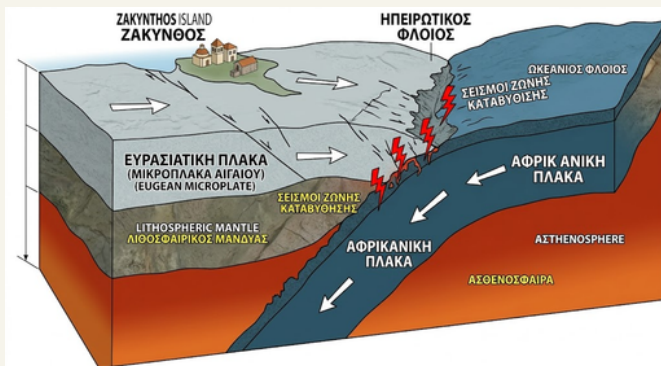 ZAKYNTHOS ISLAND
ΖΑΚΥΝΘΟΣ
ΗΠΕΙΡΩΤΙΚΟΣ
ΦΛΟΙΟΣ
ΩΚΕΑΝΙΟΣ ΦΛΟΙΟΣ
ΣΕΙΣΜΟΙ ΖΩΝΗΣ
ΚΑΤΑΒΥΘΙΣΗΣ
ΕΥΡΑΣΙΑΤΙΚΗ ΠΛΑΚΑ
(ΜΙΚΡΟΠΛΑΚΑ ΑΙΓΑΙΟΥ)
(EUGEAN MICROPLATE)
ΣΕΙΣΜΟΙ ΖΩΝΗΣ
ΚΑΤΑΒΥΘΙΣΗΣ
ΑΦΡΙΚ ΑΝΙΚΗ
ΠΛΑΚΑ
LITHOSPHERIC MANTLE
ΛΙΘΟΣΦΑΙΡΙΚΟΣ ΜΑΝΔΥΑΣ
ΑΦΡΙΚΑΝΙΚΗ
ΠΛΑΚΑ
ASTHENOSPHERE
ΑΣΘΕΝΟΣΦΑΙΡΑ